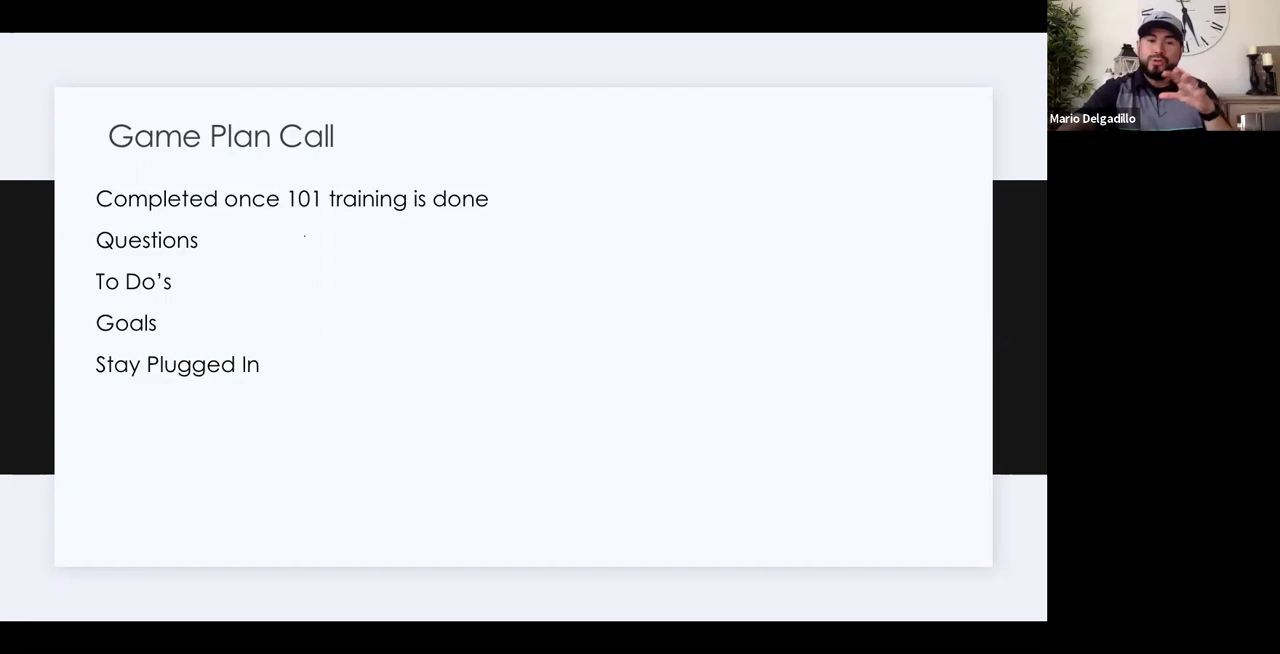 Game Plan Call
Completed once 101 training is done
Questions
To Do’s
Goals
Stay Plugged In
Mario Delgadillo